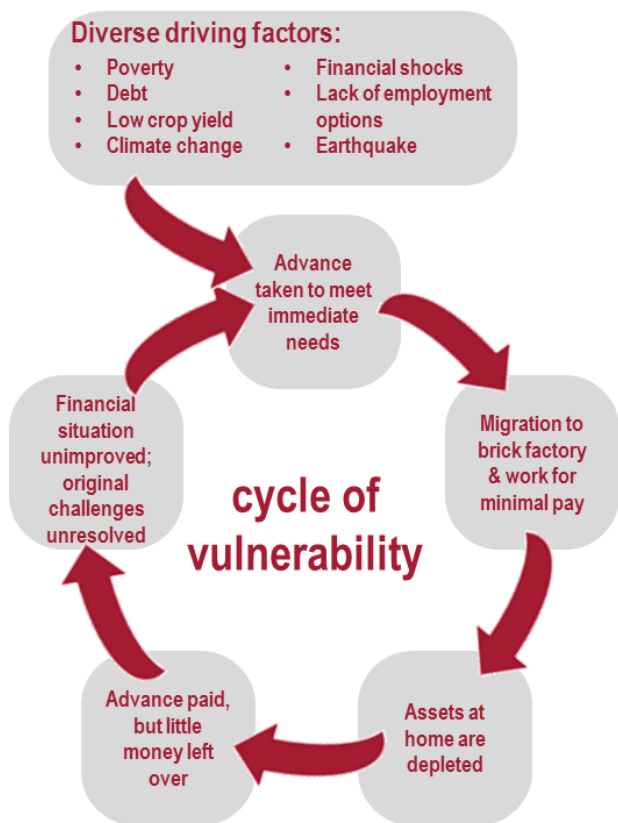 Diverse driving factors:
• Poverty
• Debt
• Low crop yield
• Climate change
• Financial shocks
• Lack of employment
options
• Earthquake
Advance
taken to meet
immediate
needs
Migration to
brick factory
& work for
minimal pay
Assets at
home are
depleted
Advance paid,
but little
money left
over
Financial
situation
unimproved;
original
challenges
unresolved
cycle of
vulnerability